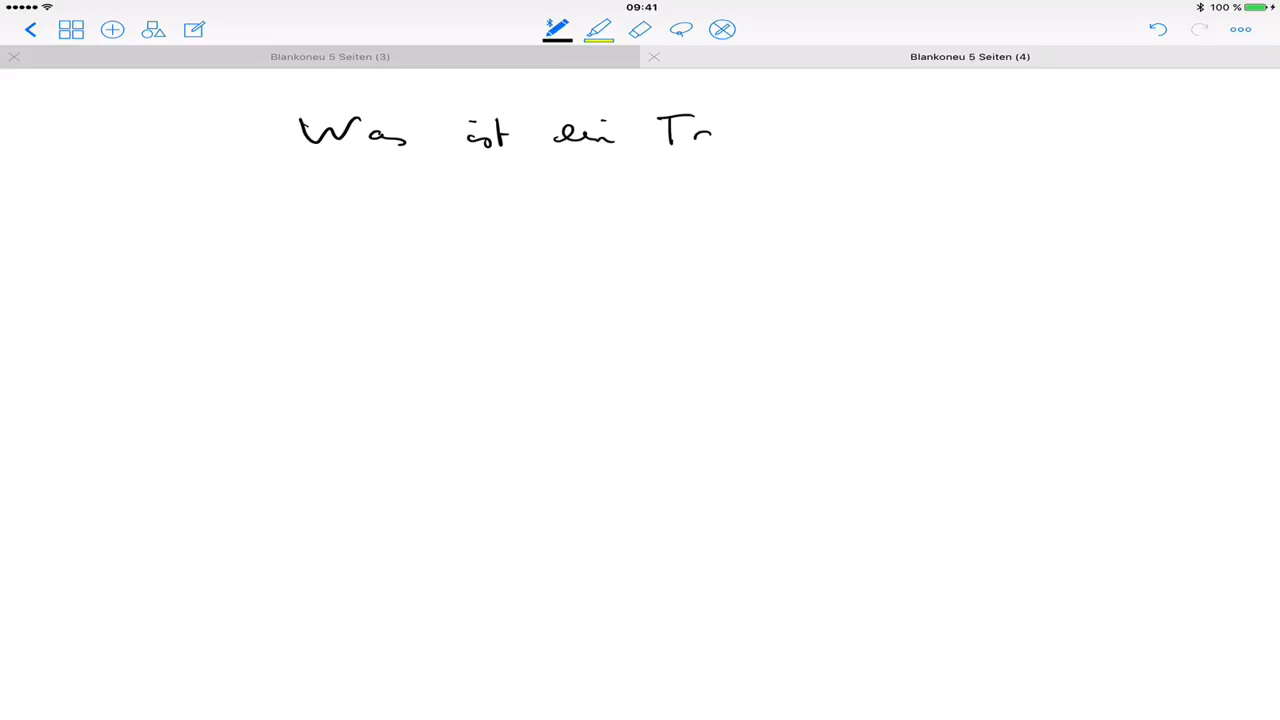 09:41
100 %
Blankoneu 5 Seiten (3)
Blankoneu 5 Seiten (4)
Was ist ein Tr